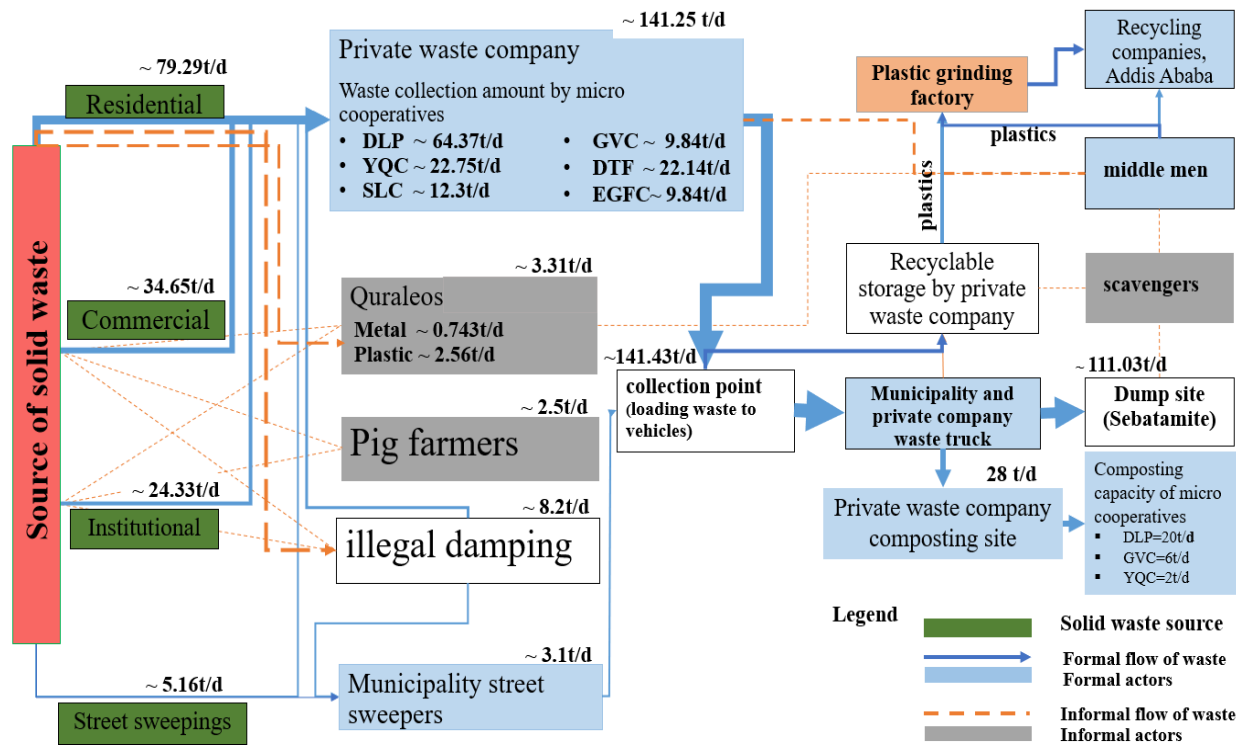 Source of solid waste
~ 79.29t/d
Residential
~ 34.65t/d
Commercial
~ 24.33t/d
Institutional
~ 5.16t/d
Street sweepings
~ 141.25 t/d
Private waste company
Waste collection amount by micro
cooperatives
• DLP ~ 64.37t/d
• YQC ~ 22.75t/d
• SLC ~ 12.3t/d
• GVC ~ 9.84t/d
• DTF ~ 22.14t/d
• EGFC~ 9.84t/d
~ 3.31t/d
Quraleos
Metal ~ 0.743t/d
Plastic ~ 2.56t/d
~ 2.5t/d
Pig farmers
~ 8.2t/d
illegal damping
~ 3.1t/d
Municipality street
sweepers
~141.43t/d
collection point
(loading waste to
vehicles)
Plastic grinding
factory
Recycling
companies,
Addis Ababa
plastics
plastics
middle men
Recyclable
storage by private
waste company
scavengers
Municipality and
private company
waste truck
~ 111.03t/d
Dump site
(Sebatamite)
28 t/d
Private waste company
composting site
Composting
capacity of micro
cooperatives
▪ DLP=20t/d
▪ GVC=6t/d
▪ YQC=2t/d
Legend
Solid waste source
Formal flow of waste
Formal actors
Informal flow of waste
Informal actors